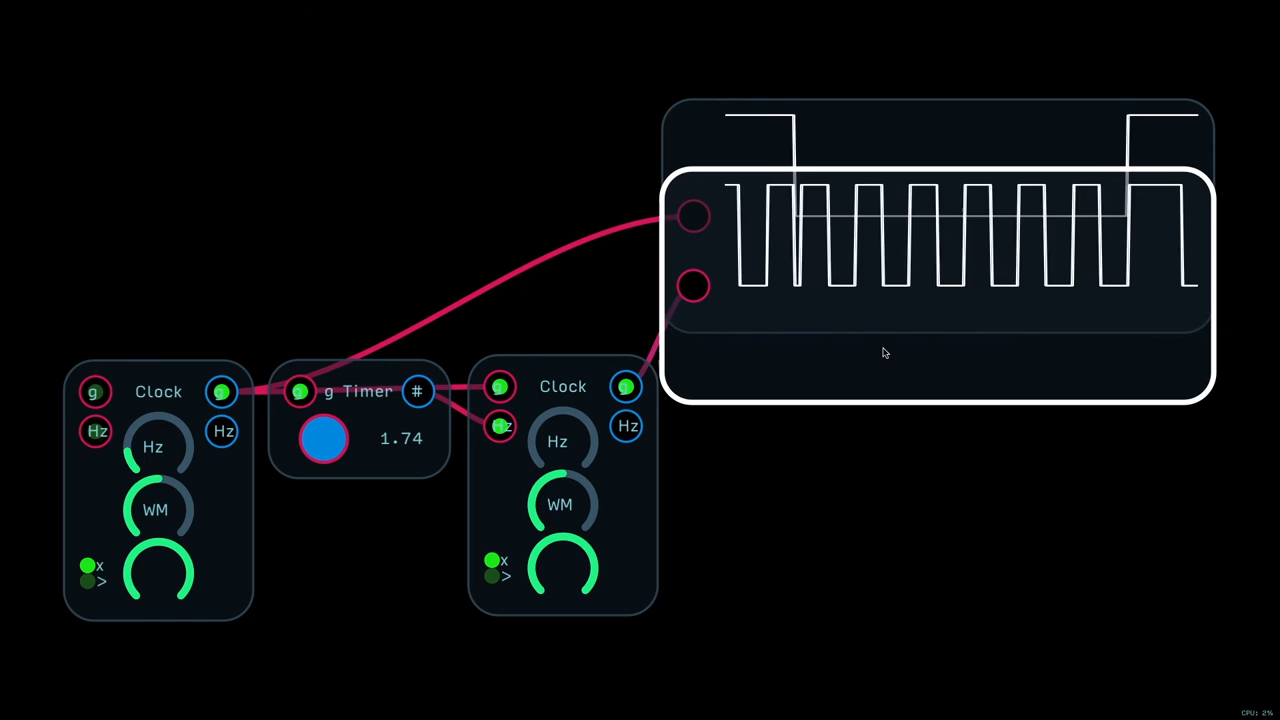 g Clock g
Hz Hz Hz
WM
x
>
g g Timer #
1.74
g Clock g
Hz Hz Hz
WM
x
>
CPU: 2%